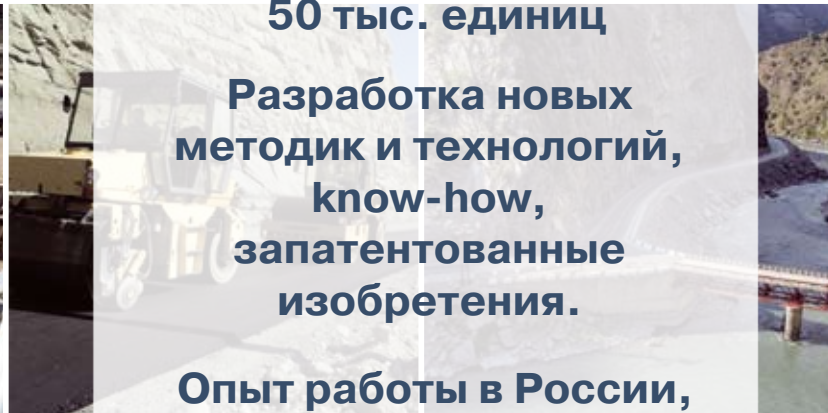 50 тыс. единиц
Разработка новых
методик и технологий,
know-how,
запатентованные
изобретения.
Опыт работы в России,